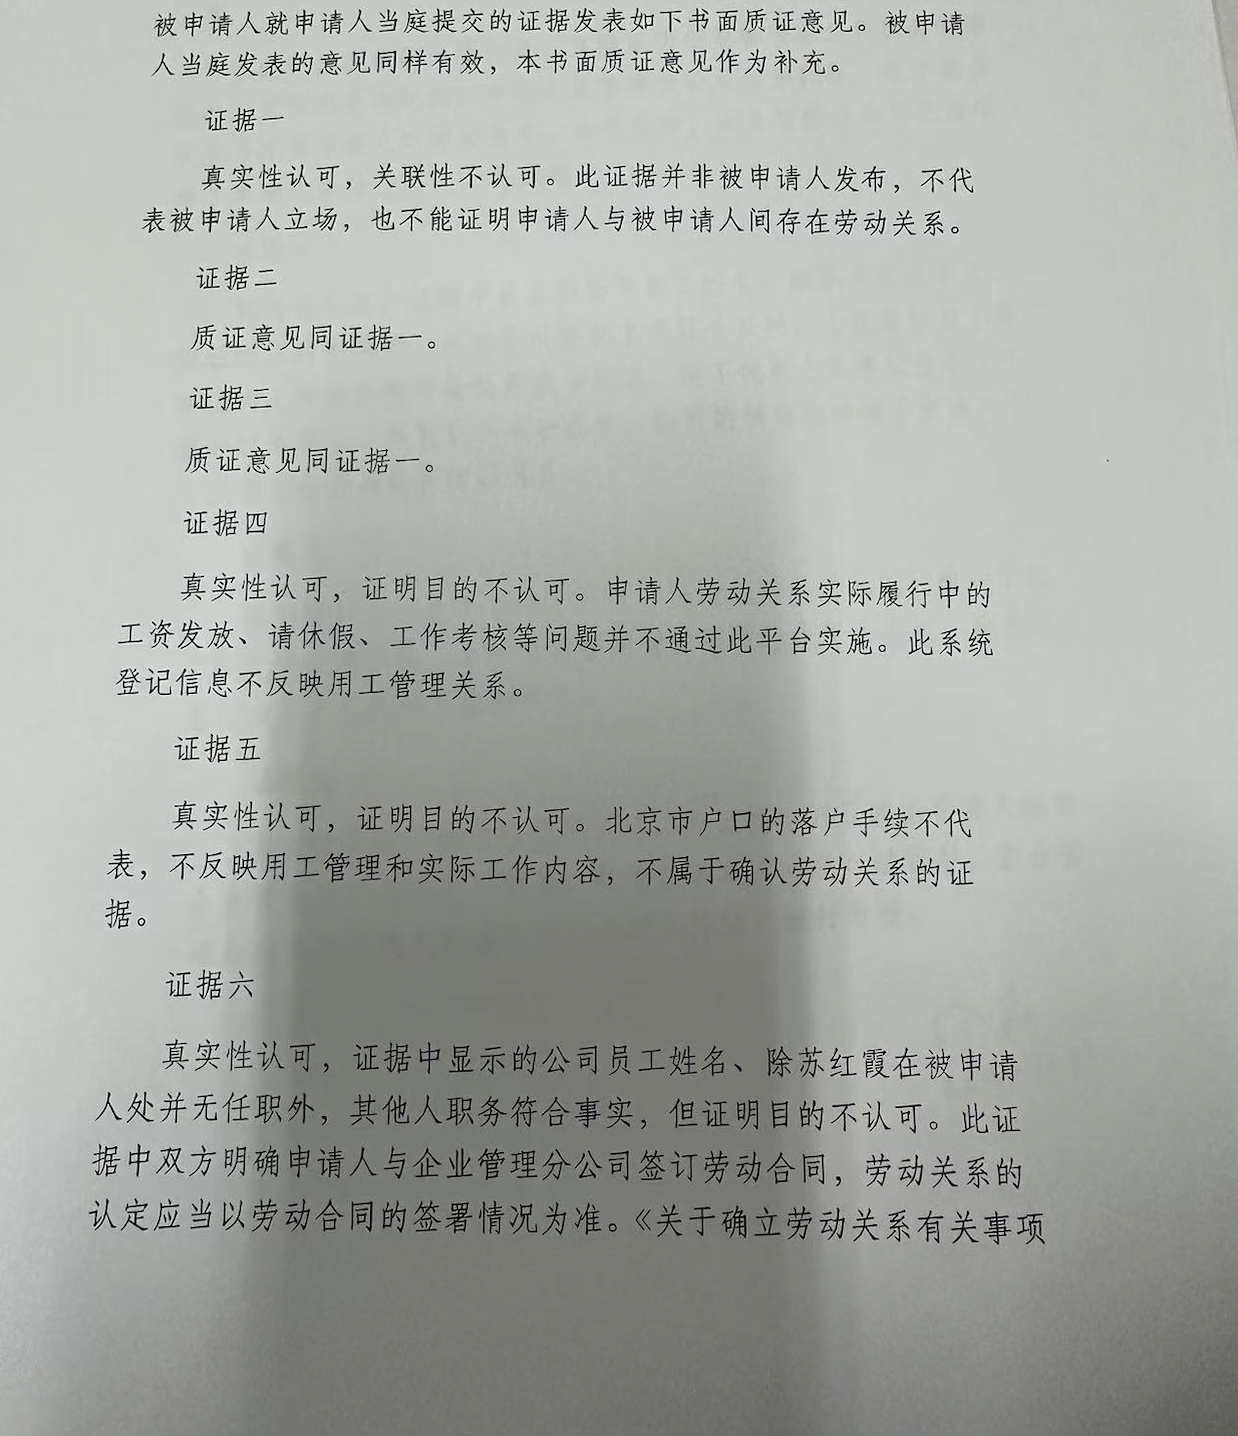 被申请人就申请人当庭提交的证据发表如下书面质证意见。被申请
人当庭发表的意见同样有效，本书面质证意见作为补充。
证据一
真实性认可，关联性不认可。此证据并非被申请人发布，不代
表被申请人立场，也不能证明申请人与被申请人间存在劳动关系。
证据二
质证意见同证据一。
证据三
质证意见同证据一。
证据四
真实性认可，证明目的不认可。申请人劳动关系实际履行中的
工资发放、请休假、工作考核等问题并不通过此平台实施。此系统
登记信息不反映用工管理关系。
证据五
真实性认可，证明目的不认可。北京市户口的落户手续不代
表，不反映用工管理和实际工作内容，不属于确认劳动关系的证
据。
证据六
真实性认可，证据中显示的公司员工姓名、除苏红霞在被申请
人处并无任职外，其他人职务符合事实，但证明目的不认可。此证
据中双方明确申请人与企业管理分公司签订劳动合同，劳动关系的
认定应当以劳动合同的签署情况为准。《关于确立劳动关系有关事项